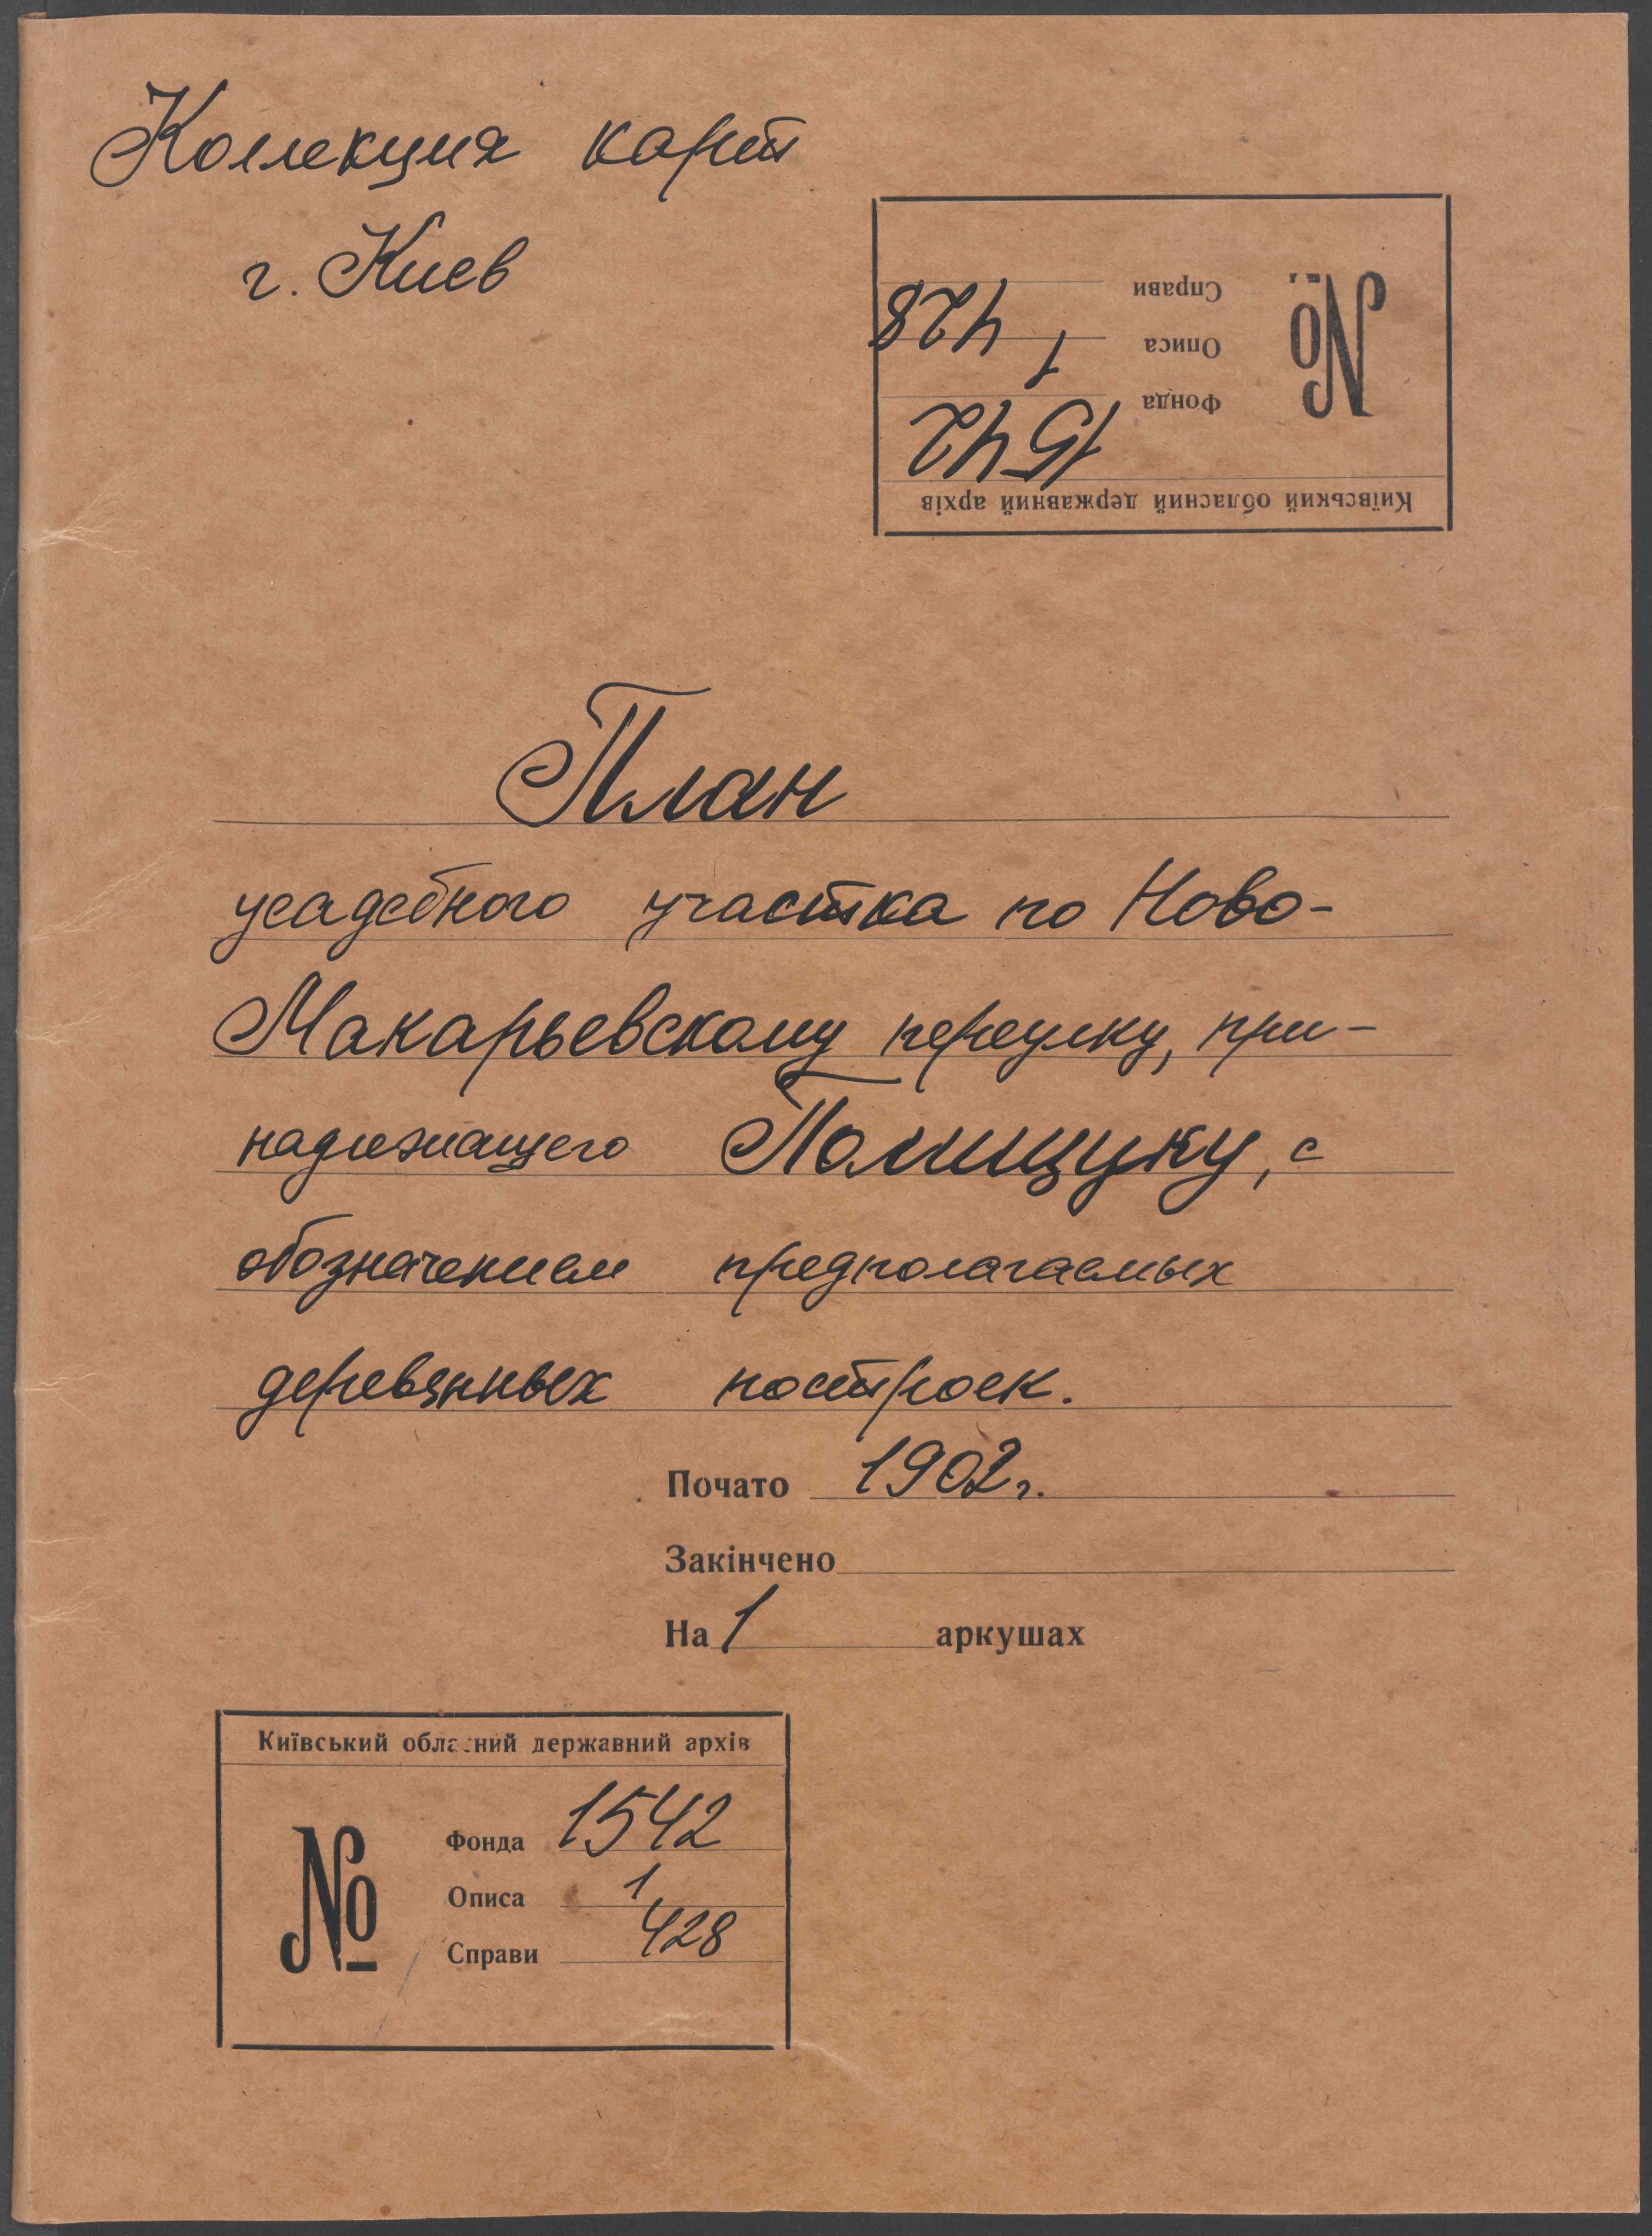 Коллекция карт
г. Киев
Київський обласний державний архів
№
Фонда 1542
Описа 1
Справи 428
План
усадебного участка по Ново-
Макарьевскому переулку, при-
надлежащего Полищуку, с
обозначением предполагаемых
деревянных построек.
Почато 1902 г.
Закінчено
На 1 аркушах
Київський обласний державний архів
№
Фонда 1542
Описа 1
Справи 428